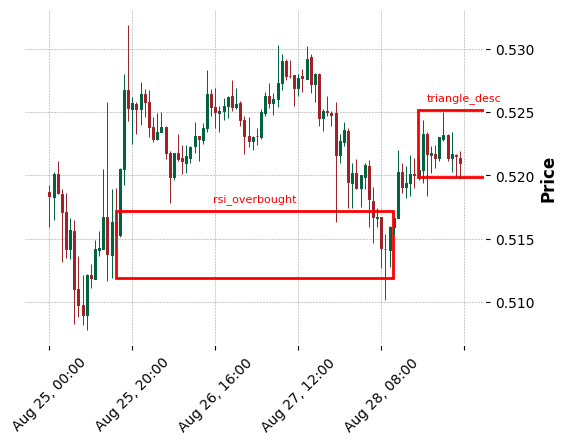 triangle_desc
rsi_overbought
0.530
0.525
0.520
0.515
0.510
Price
Aug 25, 00:00
Aug 25, 20:00
Aug 26, 16:00
Aug 27, 12:00
Aug 28, 08:00